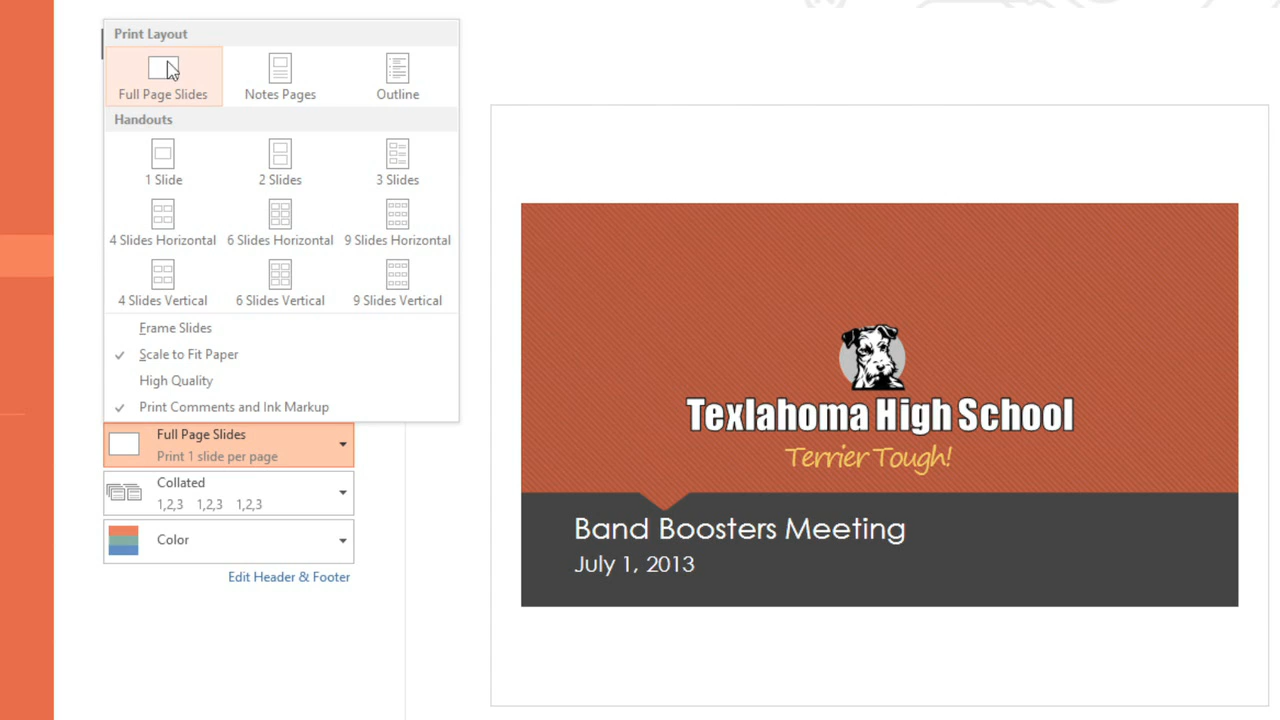 Print Layout
Full Page Slides
Notes Pages
Outline
Handouts
1 Slide
2 Slides
3 Slides
4 Slides Horizontal
6 Slides Horizontal
9 Slides Horizontal
4 Slides Vertical
6 Slides Vertical
9 Slides Vertical
Frame Slides
Scale to Fit Paper
High Quality
Print Comments and Ink Markup
Full Page Slides
Print 1 slide per page
Collated
1,2,3 1,2,3 1,2,3
Color
Edit Header & Footer
Texlahoma High School
Terrier Tough!
Band Boosters Meeting
July 1, 2013